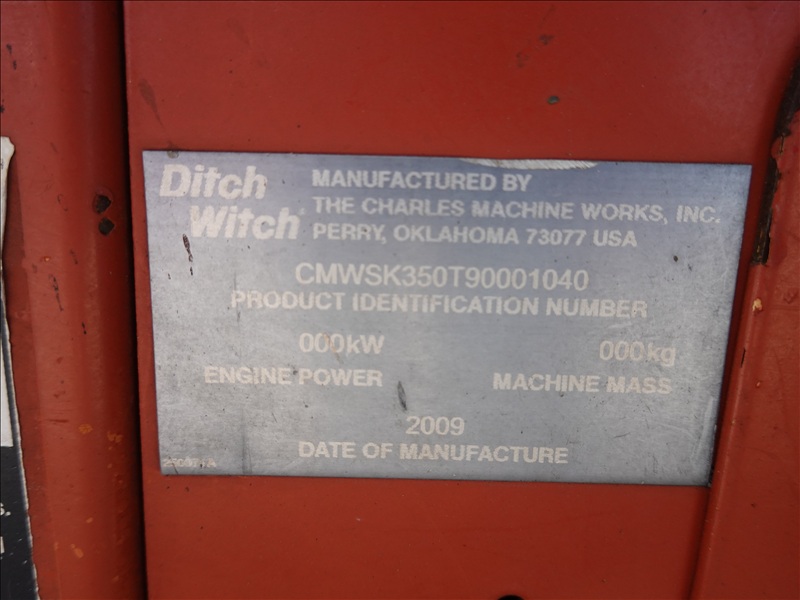 Ditch Witch®
MANUFACTURED BY
THE CHARLES MACHINE WORKS, INC.
PERRY, OKLAHOMA 73077 USA
CMWSK350T90001040
PRODUCT IDENTIFICATION NUMBER
000kW
ENGINE POWER
000kg
MACHINE MASS
2009
DATE OF MANUFACTURE